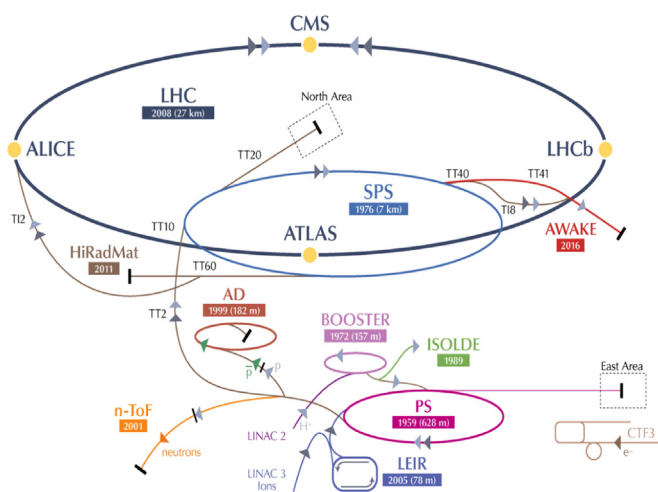 CMS
LHC
2008 (27 km)
North Area
ALICE
LHCb
TT20
TT40
TT41
SPS
1976 (7 km)
TI2
TT10
TI8
ATLAS
AWAKE
2016
HiRadMat
2011
TT60
AD
1999 (182 m)
TT2
BOOSTER
1972 (157 m)
ISOLDE
1989
p
p̅
East Area
n-ToF
2001
H⁻
PS
1959 (628 m)
LINAC 2
neutrons
CTF3
e-
LINAC 3
Ions
LEIR
2005 (78 m)